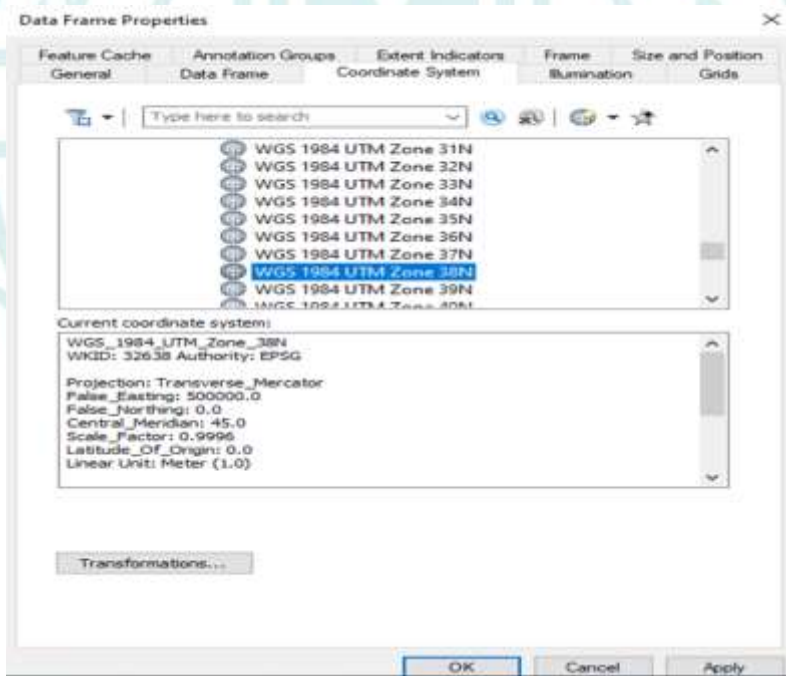 Data Frame Properties
Feature Cache Annotation Groups Extent Indicators Frame Size and Position
General Data Frame Coordinate System Illumination Grids
Type here to search
WGS 1984 UTM Zone 31N
WGS 1984 UTM Zone 32N
WGS 1984 UTM Zone 33N
WGS 1984 UTM Zone 34N
WGS 1984 UTM Zone 35N
WGS 1984 UTM Zone 36N
WGS 1984 UTM Zone 37N
WGS 1984 UTM Zone 38N
WGS 1984 UTM Zone 39N
WGS 1984 UTM Zone 40N
Current coordinate system:
WGS_1984_UTM_Zone_38N
WKID: 32638 Authority: EPSG
Projection: Transverse_Mercator
False_Easting: 500000.0
False_Northing: 0.0
Central_Meridian: 45.0
Scale_Factor: 0.9996
Latitude_Of_Origin: 0.0
Linear Unit: Meter (1.0)
Transformations...
OK Cancel Apply